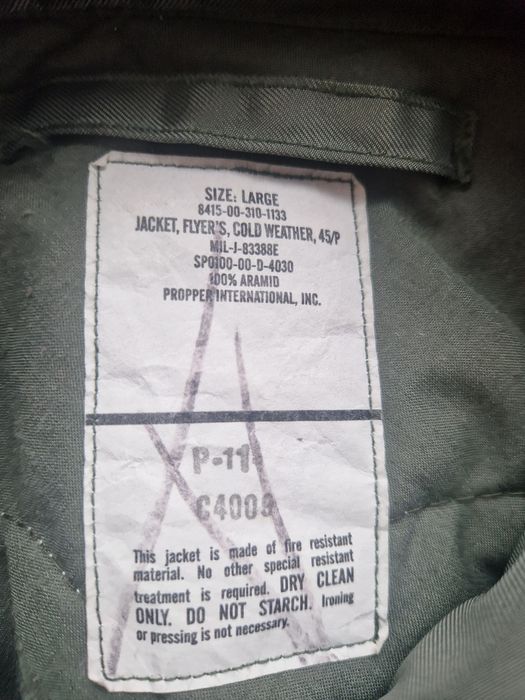 SIZE: LARGE
8415-00-310-1133
JACKET, FLYER'S, COLD WEATHER, 45/P
MIL-J-83388E
SP0100-00-D-4030
100% ARAMID
PROPPER INTERNATIONAL, INC.
P-11
This jacket is made of fire resistant
material. No other special resistant
treatment is required. DRY CLEAN
ONLY. DO NOT STARCH. Ironing
or pressing is not necessary.